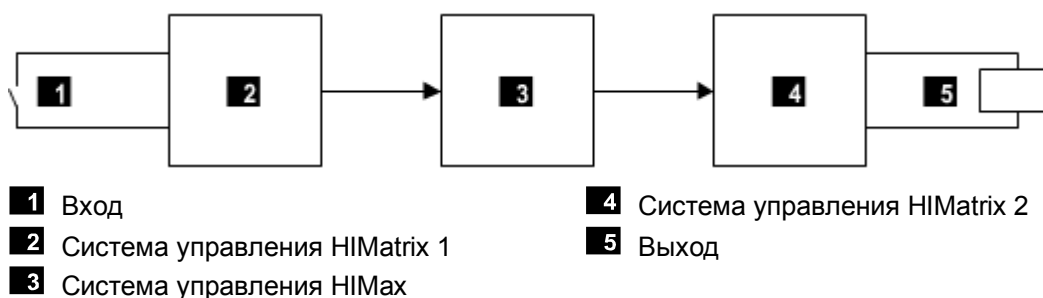 1 2 3 4 5
1 Вход
2 Система управления HIMatrix 1
3 Система управления HIMax
4 Система управления HIMatrix 2
5 Выход